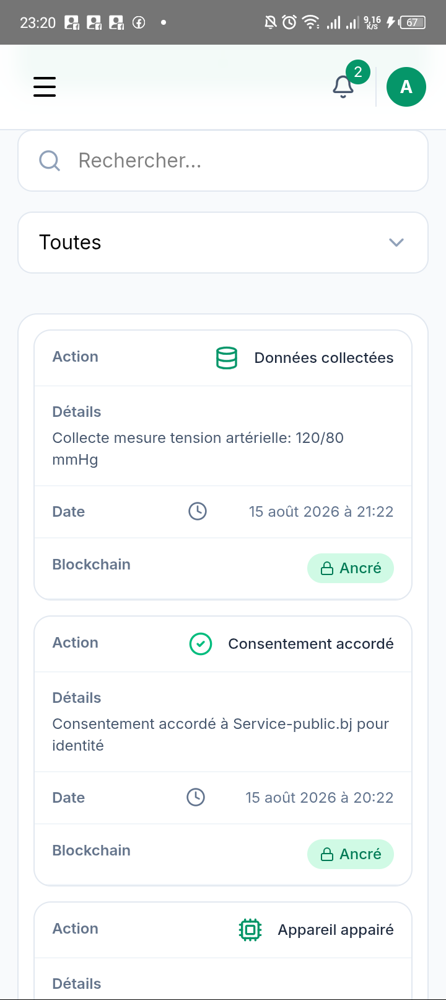 23:20
9,16
K/S
67
2
A
Rechercher...
Toutes
Action
Données collectées
Détails
Collecte mesure tension artérielle: 120/80
mmHg
Date
15 août 2026 à 21:22
Blockchain
Ancré
Action
Consentement accordé
Détails
Consentement accordé à Service-public.bj pour
identité
Date
15 août 2026 à 20:22
Blockchain
Ancré
Action
Appareil appairé
Détails